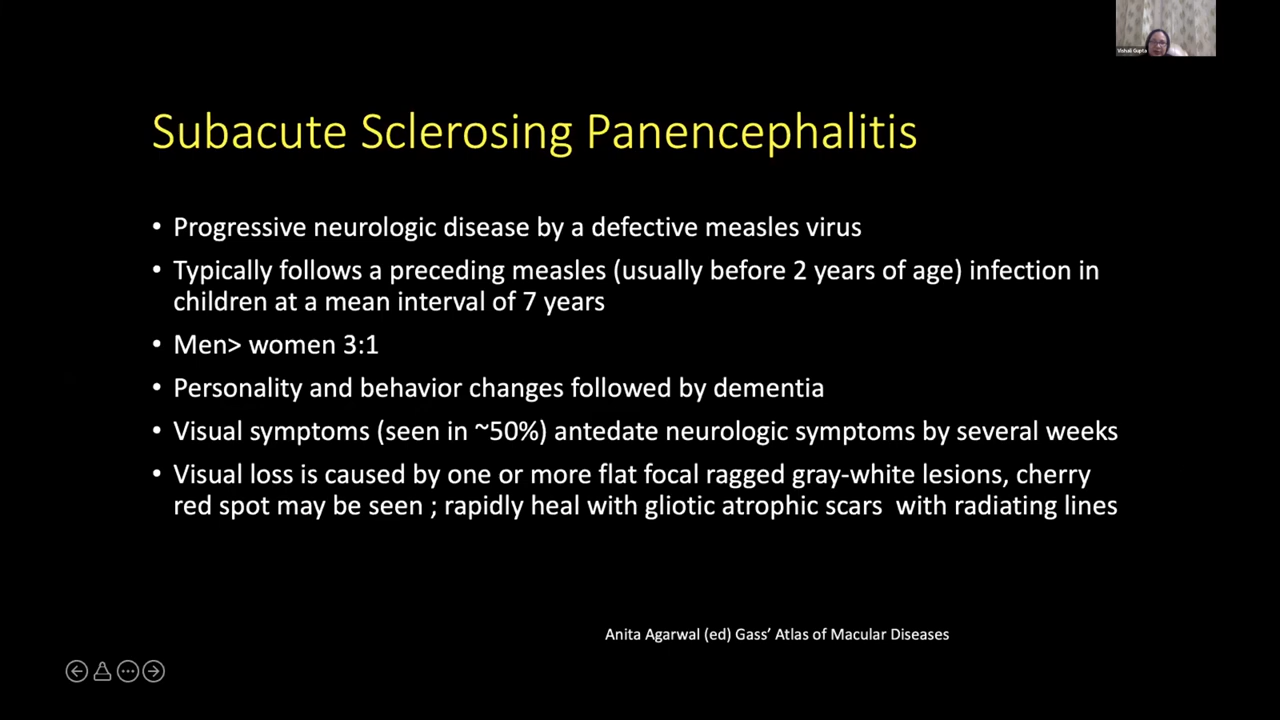 Vishali Gupta
Subacute Sclerosing Panencephalitis
• Progressive neurologic disease by a defective measles virus
• Typically follows a preceding measles (usually before 2 years of age) infection in
children at a mean interval of 7 years
• Men> women 3:1
• Personality and behavior changes followed by dementia
• Visual symptoms (seen in ~50%) antedate neurologic symptoms by several weeks
• Visual loss is caused by one or more flat focal ragged gray-white lesions, cherry
red spot may be seen ; rapidly heal with gliotic atrophic scars with radiating lines
Anita Agarwal (ed) Gass’ Atlas of Macular Diseases